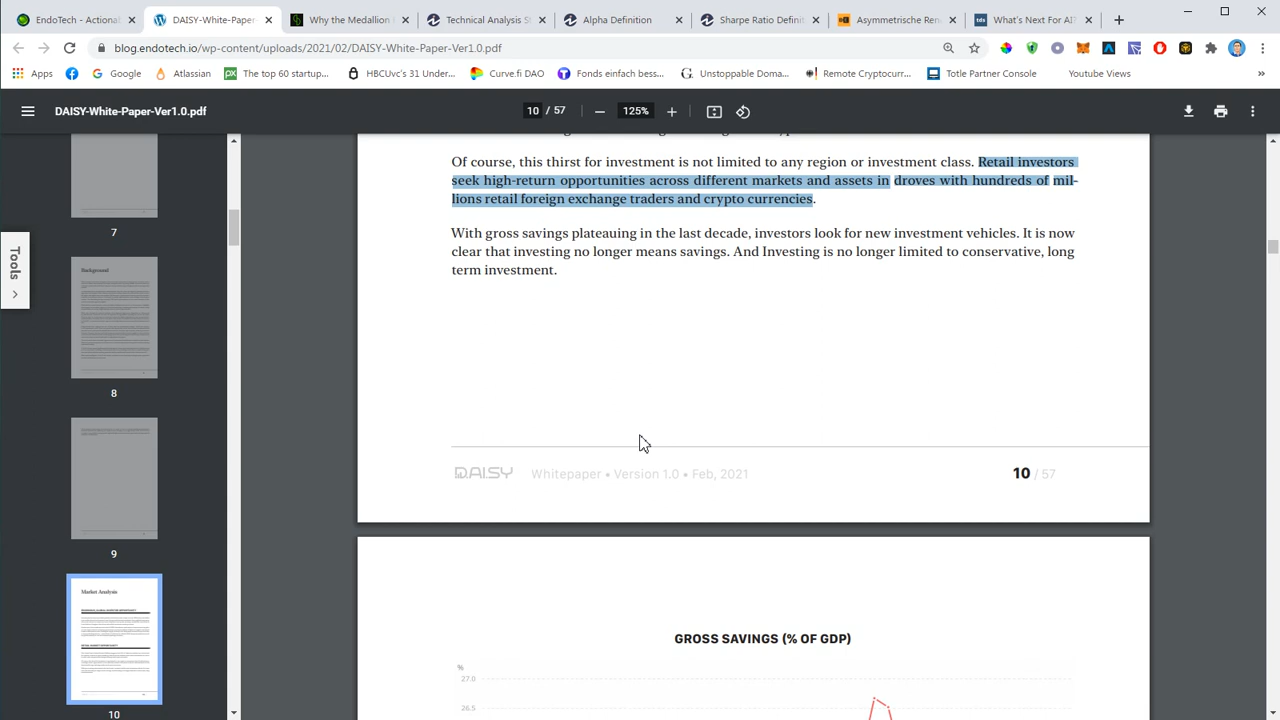 EndoTech - Actionabl
DAISY-White-Paper-
Why the Medallion F
Technical Analysis St
Alpha Definition
Sharpe Ratio Definit
Asymmetrische Ren
What's Next For AI?
blog.endotech.io/wp-content/uploads/2021/02/DAISY-White-Paper-Ver1.0.pdf
Apps
Google
Atlassian
The top 60 startup...
HBCUvc's 31 Under...
Curve.fi DAO
Fonds einfach bess...
Unstoppable Doma...
Remote Cryptocurr...
Totle Partner Console
Youtube Views
»
DAISY-White-Paper-Ver1.0.pdf
10 / 57
125%
Tools
7
Background
8
9
Market Analysis
10
Of course, this thirst for investment is not limited to any region or investment class. Retail investors
seek high-return opportunities across different markets and assets in droves with hundreds of mil-
lions retail foreign exchange traders and crypto currencies.
With gross savings plateauing in the last decade, investors look for new investment vehicles. It is now
clear that investing no longer means savings. And Investing is no longer limited to conservative, long
term investment.
DAISY Whitepaper • Version 1.0 • Feb, 2021
10 / 57
GROSS SAVINGS (% OF GDP)
%
27.0
26.5